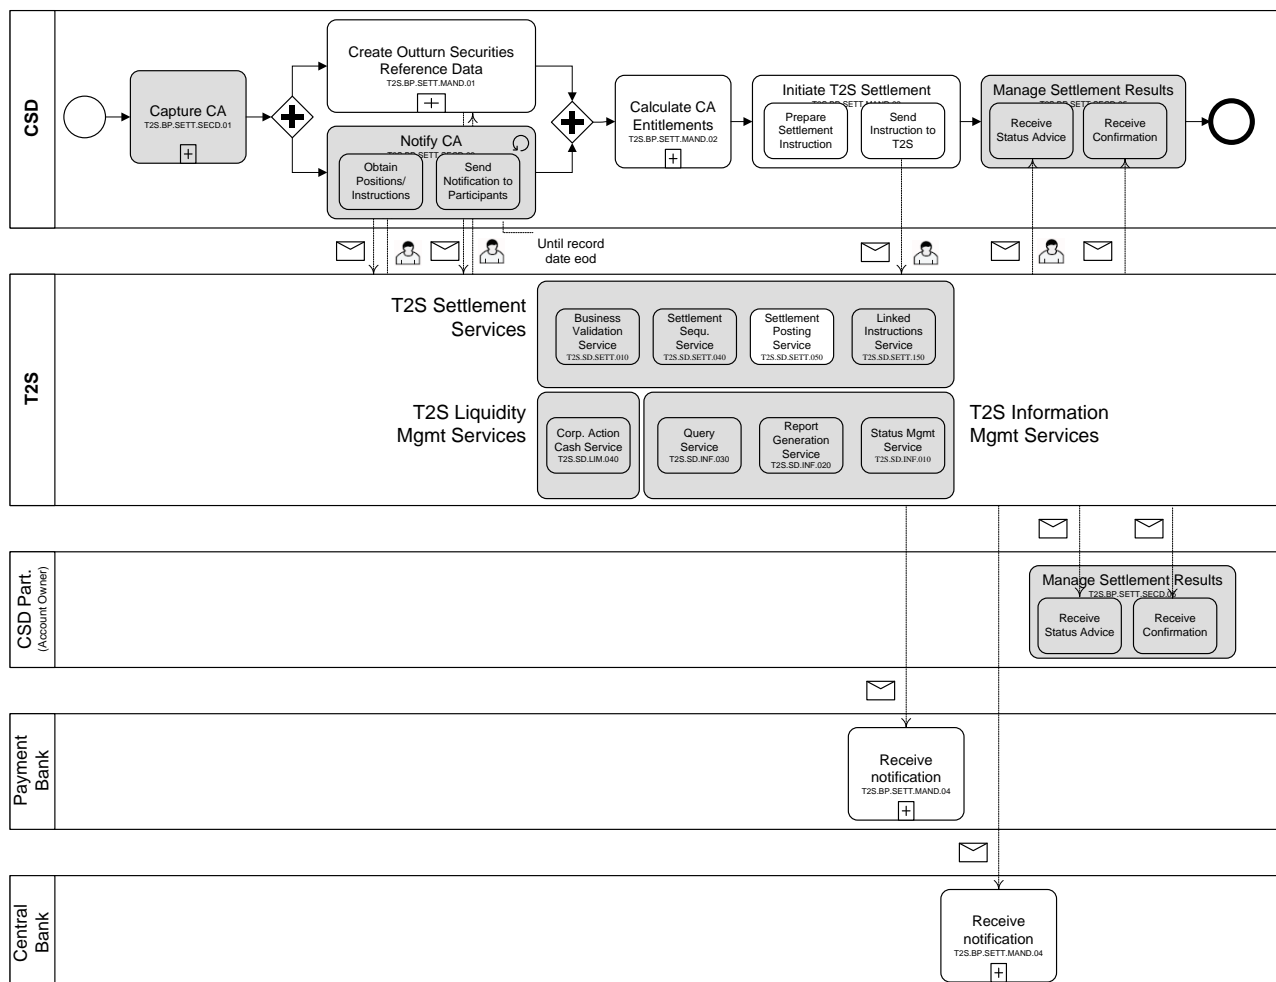 CSD
Capture CA
T2S.BP.SETT.SECD.01
Create Outturn Securities
Reference Data
T2S.BP.SETT.MAND.01
Notify CA
Obtain
Positions/
Instructions
Send
Notification to
Participants
Calculate CA
Entitlements
T2S.BP.SETT.MAND.02
Initiate T2S Settlement
Prepare
Settlement
Instruction
Send
Instruction to
T2S
Manage Settlement Results
Receive
Status Advice
Receive
Confirmation
Until record
date eod
T2S
T2S Settlement
Services
Business
Validation
Service
T2S.SD.SETT.010
Settlement
Sequ.
Service
T2S.SD.SETT.040
Settlement
Posting
Service
T2S.SD.SETT.050
Linked
Instructions
Service
T2S.SD.SETT.150
T2S Liquidity
Mgmt Services
Corp. Action
Cash Service
T2S.SD.LIM.040
Query
Service
T2S.SD.INF.030
Report
Generation
Service
T2S.SD.INF.020
Status Mgmt
Service
T2S.SD.INF.010
T2S Information
Mgmt Services
CSD Part.
(Account Owner)
Manage Settlement Results
Receive
Status Advice
Receive
Confirmation
Payment
Bank
Receive
notification
T2S.BP.SETT.MAND.04
Central
Bank
Receive
notification
T2S.BP.SETT.MAND.04